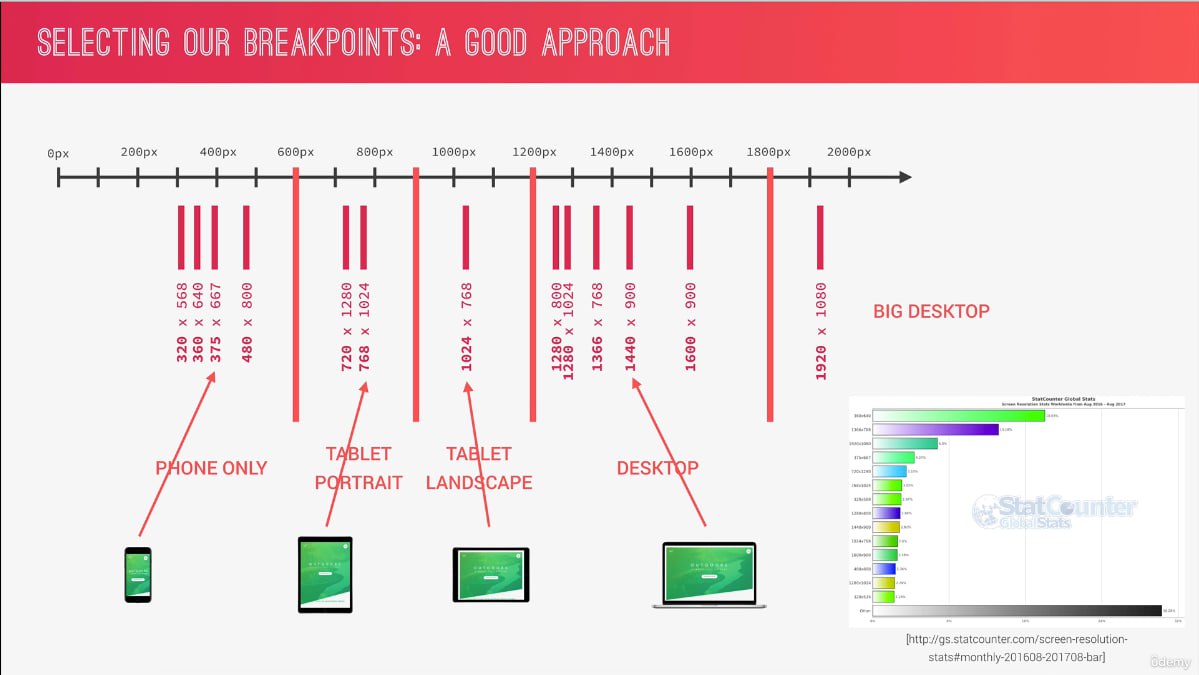 SELECTING OUR BREAKPOINTS: A GOOD APPROACH
0px 200px 400px 600px 800px 1000px 1200px 1400px 1600px 1800px 2000px
320 x 568
360 x 640
375 x 667
480 x 800
720 x 1280
768 x 1024
1024 x 768
1280 x 800
1280 x 1024
1366 x 768
1440 x 900
1600 x 900
1920 x 1080
BIG DESKTOP
PHONE ONLY
TABLET
PORTRAIT
TABLET
LANDSCAPE
DESKTOP
StatCounter Global Stats
Screen Resolution Stats Worldwide from Aug 2016 - Aug 2017
StatCounter
GlobalStats
Other
[http://gs.statcounter.com/screen-resolution-
stats#monthly-201608-201708-bar]
ûdemy